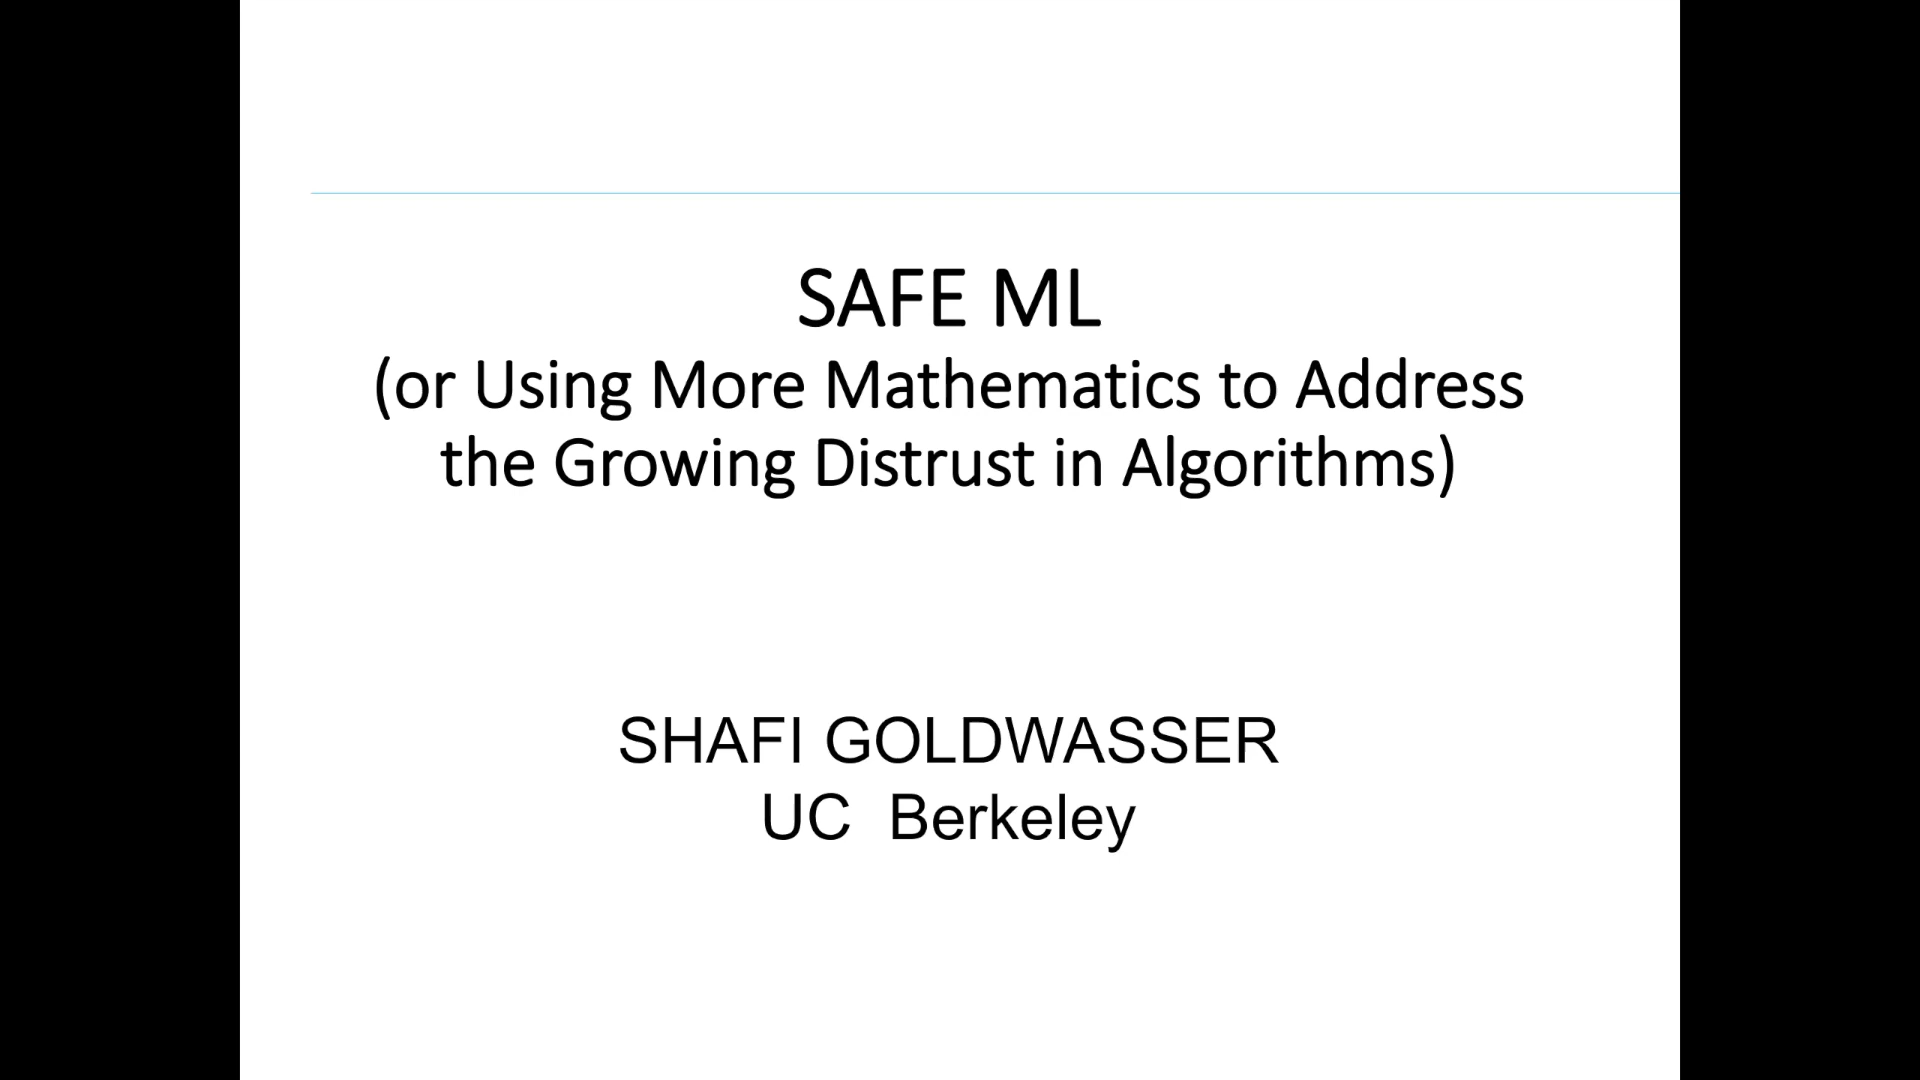 SAFE ML
(or Using More Mathematics to Address
the Growing Distrust in Algorithms)
SHAFI GOLDWASSER
UC  Berkeley